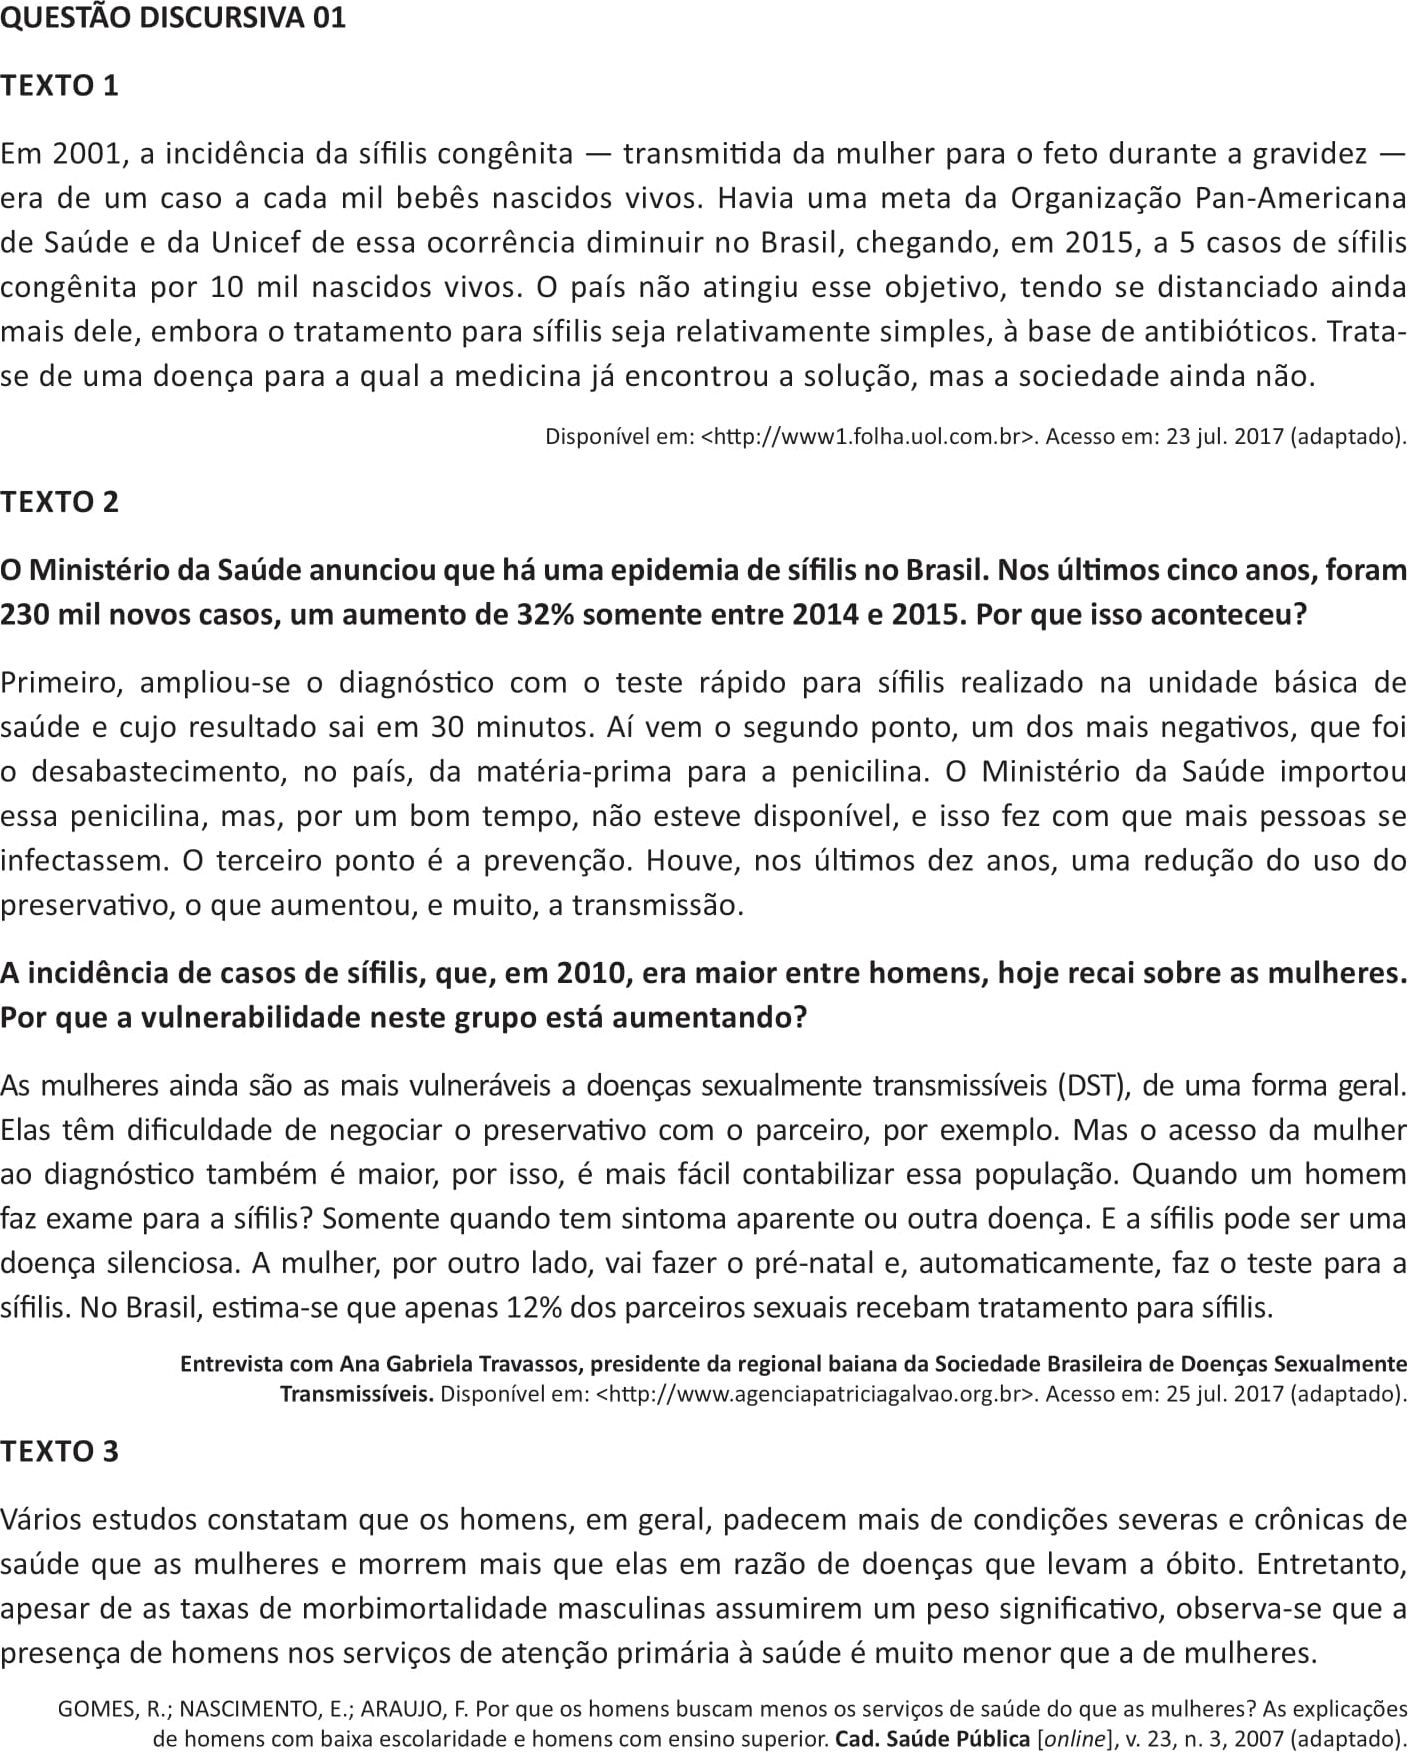 QUESTÃO DISCURSIVA 01
TEXTO 1
Em 2001, a incidência da sífilis congênita — transmitida da mulher para o feto durante a gravidez —
era de um caso a cada mil bebês nascidos vivos. Havia uma meta da Organização Pan-Americana
de Saúde e da Unicef de essa ocorrência diminuir no Brasil, chegando, em 2015, a 5 casos de sífilis
congênita por 10 mil nascidos vivos. O país não atingiu esse objetivo, tendo se distanciado ainda
mais dele, embora o tratamento para sífilis seja relativamente simples, à base de antibióticos. Trata-
se de uma doença para a qual a medicina já encontrou a solução, mas a sociedade ainda não.
Disponível em: <http://www1.folha.uol.com.br>. Acesso em: 23 jul. 2017 (adaptado).
TEXTO 2
O Ministério da Saúde anunciou que há uma epidemia de sífilis no Brasil. Nos últimos cinco anos, foram
230 mil novos casos, um aumento de 32% somente entre 2014 e 2015. Por que isso aconteceu?
Primeiro, ampliou-se o diagnóstico com o teste rápido para sífilis realizado na unidade básica de
saúde e cujo resultado sai em 30 minutos. Aí vem o segundo ponto, um dos mais negativos, que foi
o desabastecimento, no país, da matéria-prima para a penicilina. O Ministério da Saúde importou
essa penicilina, mas, por um bom tempo, não esteve disponível, e isso fez com que mais pessoas se
infectassem. O terceiro ponto é a prevenção. Houve, nos últimos dez anos, uma redução do uso do
preservativo, o que aumentou, e muito, a transmissão.
A incidência de casos de sífilis, que, em 2010, era maior entre homens, hoje recai sobre as mulheres.
Por que a vulnerabilidade neste grupo está aumentando?
As mulheres ainda são as mais vulneráveis a doenças sexualmente transmissíveis (DST), de uma forma geral.
Elas têm dificuldade de negociar o preservativo com o parceiro, por exemplo. Mas o acesso da mulher
ao diagnóstico também é maior, por isso, é mais fácil contabilizar essa população. Quando um homem
faz exame para a sífilis? Somente quando tem sintoma aparente ou outra doença. E a sífilis pode ser uma
doença silenciosa. A mulher, por outro lado, vai fazer o pré-natal e, automaticamente, faz o teste para a
sífilis. No Brasil, estima-se que apenas 12% dos parceiros sexuais recebam tratamento para sífilis.
Entrevista com Ana Gabriela Travassos, presidente da regional baiana da Sociedade Brasileira de Doenças Sexualmente
Transmissíveis. Disponível em: <http://www.agenciapatriciagalvao.org.br>. Acesso em: 25 jul. 2017 (adaptado).
TEXTO 3
Vários estudos constatam que os homens, em geral, padecem mais de condições severas e crônicas de
saúde que as mulheres e morrem mais que elas em razão de doenças que levam a óbito. Entretanto,
apesar de as taxas de morbimortalidade masculinas assumirem um peso significativo, observa-se que a
presença de homens nos serviços de atenção primária à saúde é muito menor que a de mulheres.
GOMES, R.; NASCIMENTO, E.; ARAUJO, F. Por que os homens buscam menos os serviços de saúde do que as mulheres? As explicações
de homens com baixa escolaridade e homens com ensino superior. Cad. Saúde Pública [online], v. 23, n. 3, 2007 (adaptado).